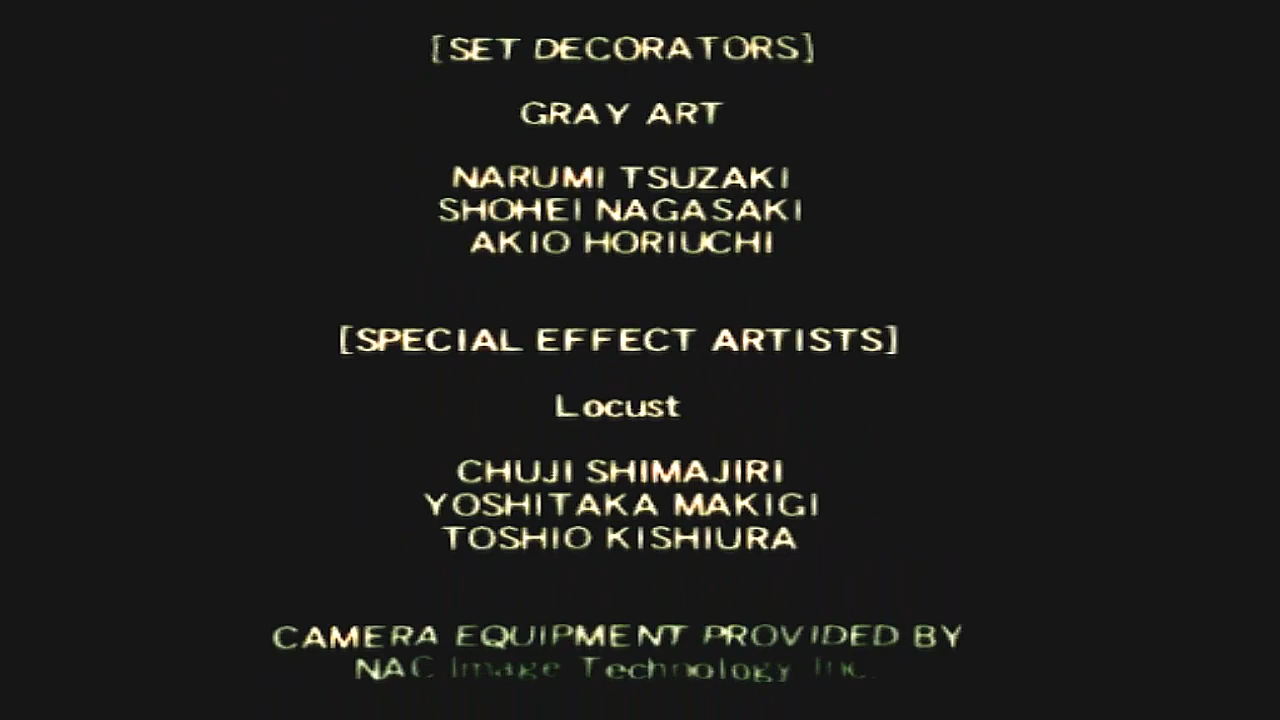 [SET DECORATORS]
GRAY ART
NARUMI TSUZAKI
SHOHEI NAGASAKI
AKIO HORIUCHI
[SPECIAL EFFECT ARTISTS]
Locust
CHUJI SHIMAJIRI
YOSHITAKA MAKIGI
TOSHIO KISHIURA
CAMERA EQUIPMENT PROVIDED BY
NAC Image Technology Inc.